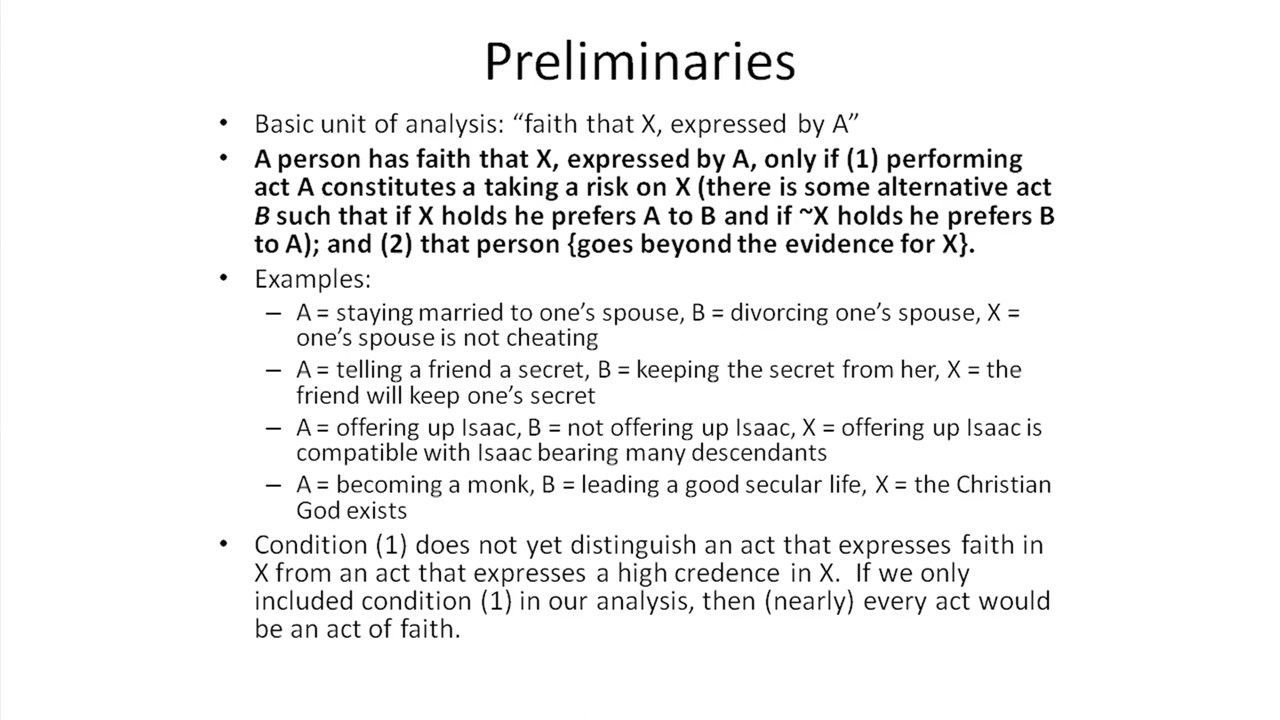 Preliminaries
• Basic unit of analysis: “faith that X, expressed by A”
• A person has faith that X, expressed by A, only if (1) performing
act A constitutes a taking a risk on X (there is some alternative act
B such that if X holds he prefers A to B and if ~X holds he prefers B
to A); and (2) that person {goes beyond the evidence for X}.
• Examples:
– A = staying married to one’s spouse, B = divorcing one’s spouse, X =
one’s spouse is not cheating
– A = telling a friend a secret, B = keeping the secret from her, X = the
friend will keep one’s secret
– A = offering up Isaac, B = not offering up Isaac, X = offering up Isaac is
compatible with Isaac bearing many descendants
– A = becoming a monk, B = leading a good secular life, X = the Christian
God exists
• Condition (1) does not yet distinguish an act that expresses faith in
X from an act that expresses a high credence in X.  If we only
included condition (1) in our analysis, then (nearly) every act would
be an act of faith.